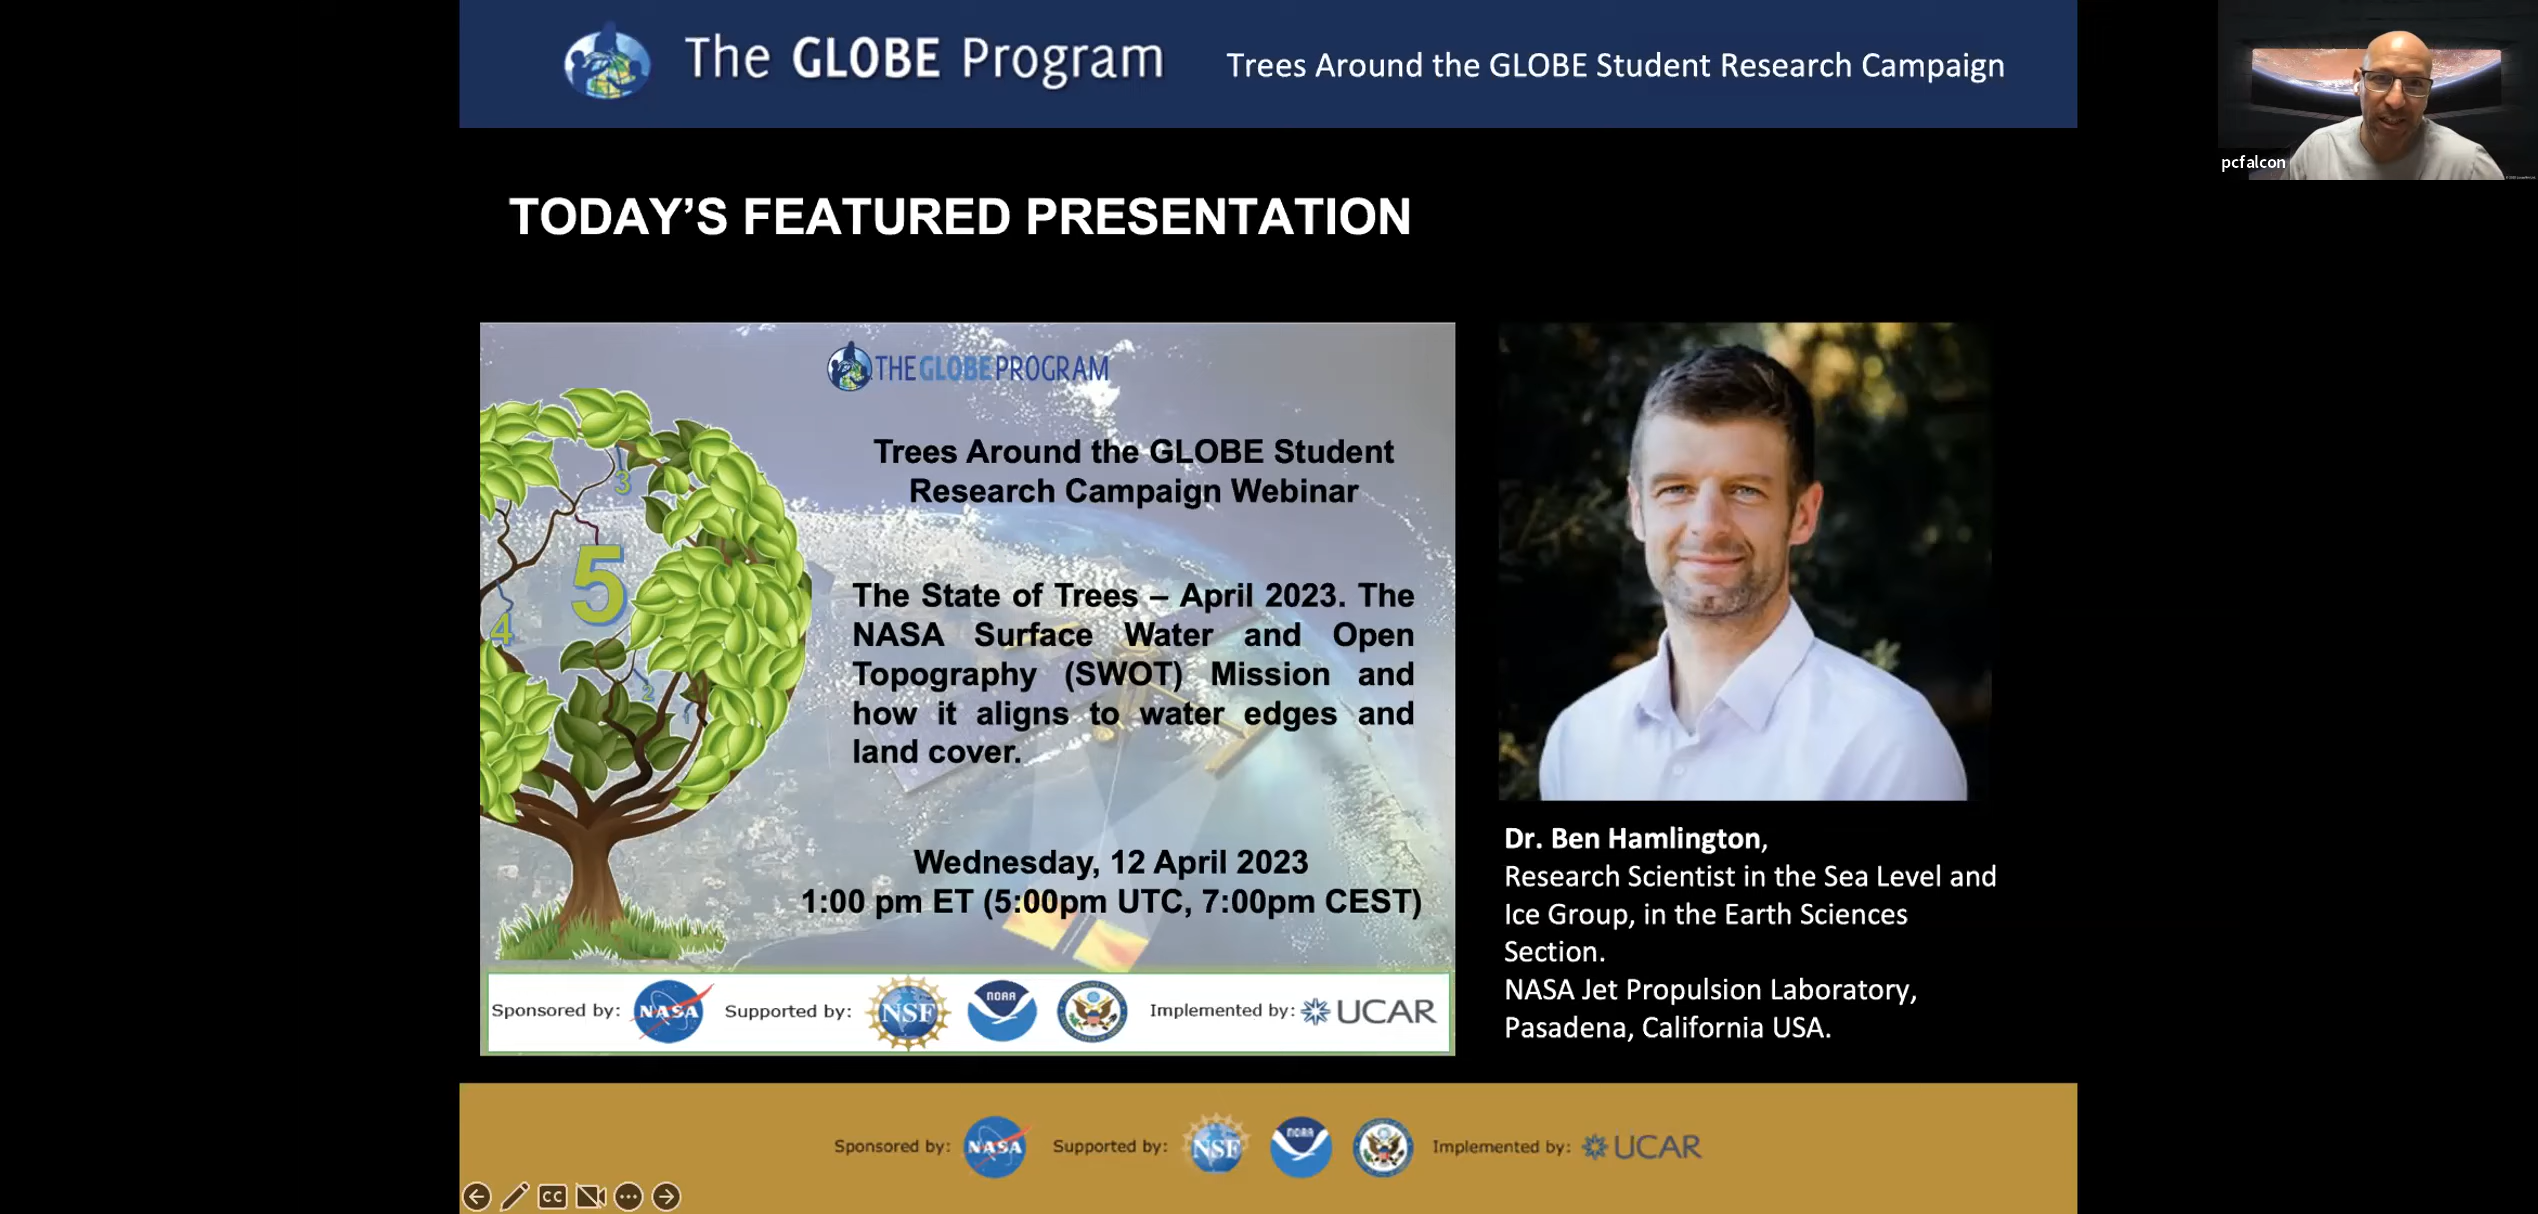 The GLOBE Program
Trees Around the GLOBE Student Research Campaign
pcfalcon
TODAY’S FEATURED PRESENTATION
THE GLOBE PROGRAM
Trees Around the GLOBE Student
Research Campaign Webinar
3
5
4
2
1
The State of Trees – April 2023. The
NASA Surface Water and Open
Topography (SWOT) Mission and
how it aligns to water edges and
land cover.
Wednesday, 12 April 2023
1:00 pm ET (5:00pm UTC, 7:00pm CEST)
Sponsored by: NASA Supported by: NSF NOAA Implemented by: UCAR
Dr. Ben Hamlington,
Research Scientist in the Sea Level and
Ice Group, in the Earth Sciences
Section.
NASA Jet Propulsion Laboratory,
Pasadena, California USA.
Sponsored by: NASA Supported by: NSF NOAA Implemented by: UCAR
CC